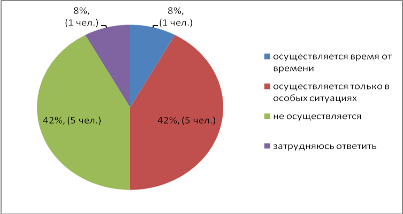 8%,
(1 чел.)
8%,
(1 чел.)
42%, (5 чел.)
42%, (5 чел.)
осуществляется время от
времени
осуществляется только в
особых ситуациях
не осуществляется
затрудняюсь ответить